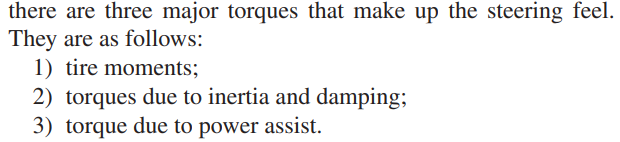 there are three major torques that make up the steering feel.
They are as follows:
1) tire moments;
2) torques due to inertia and damping;
3) torque due to power assist.